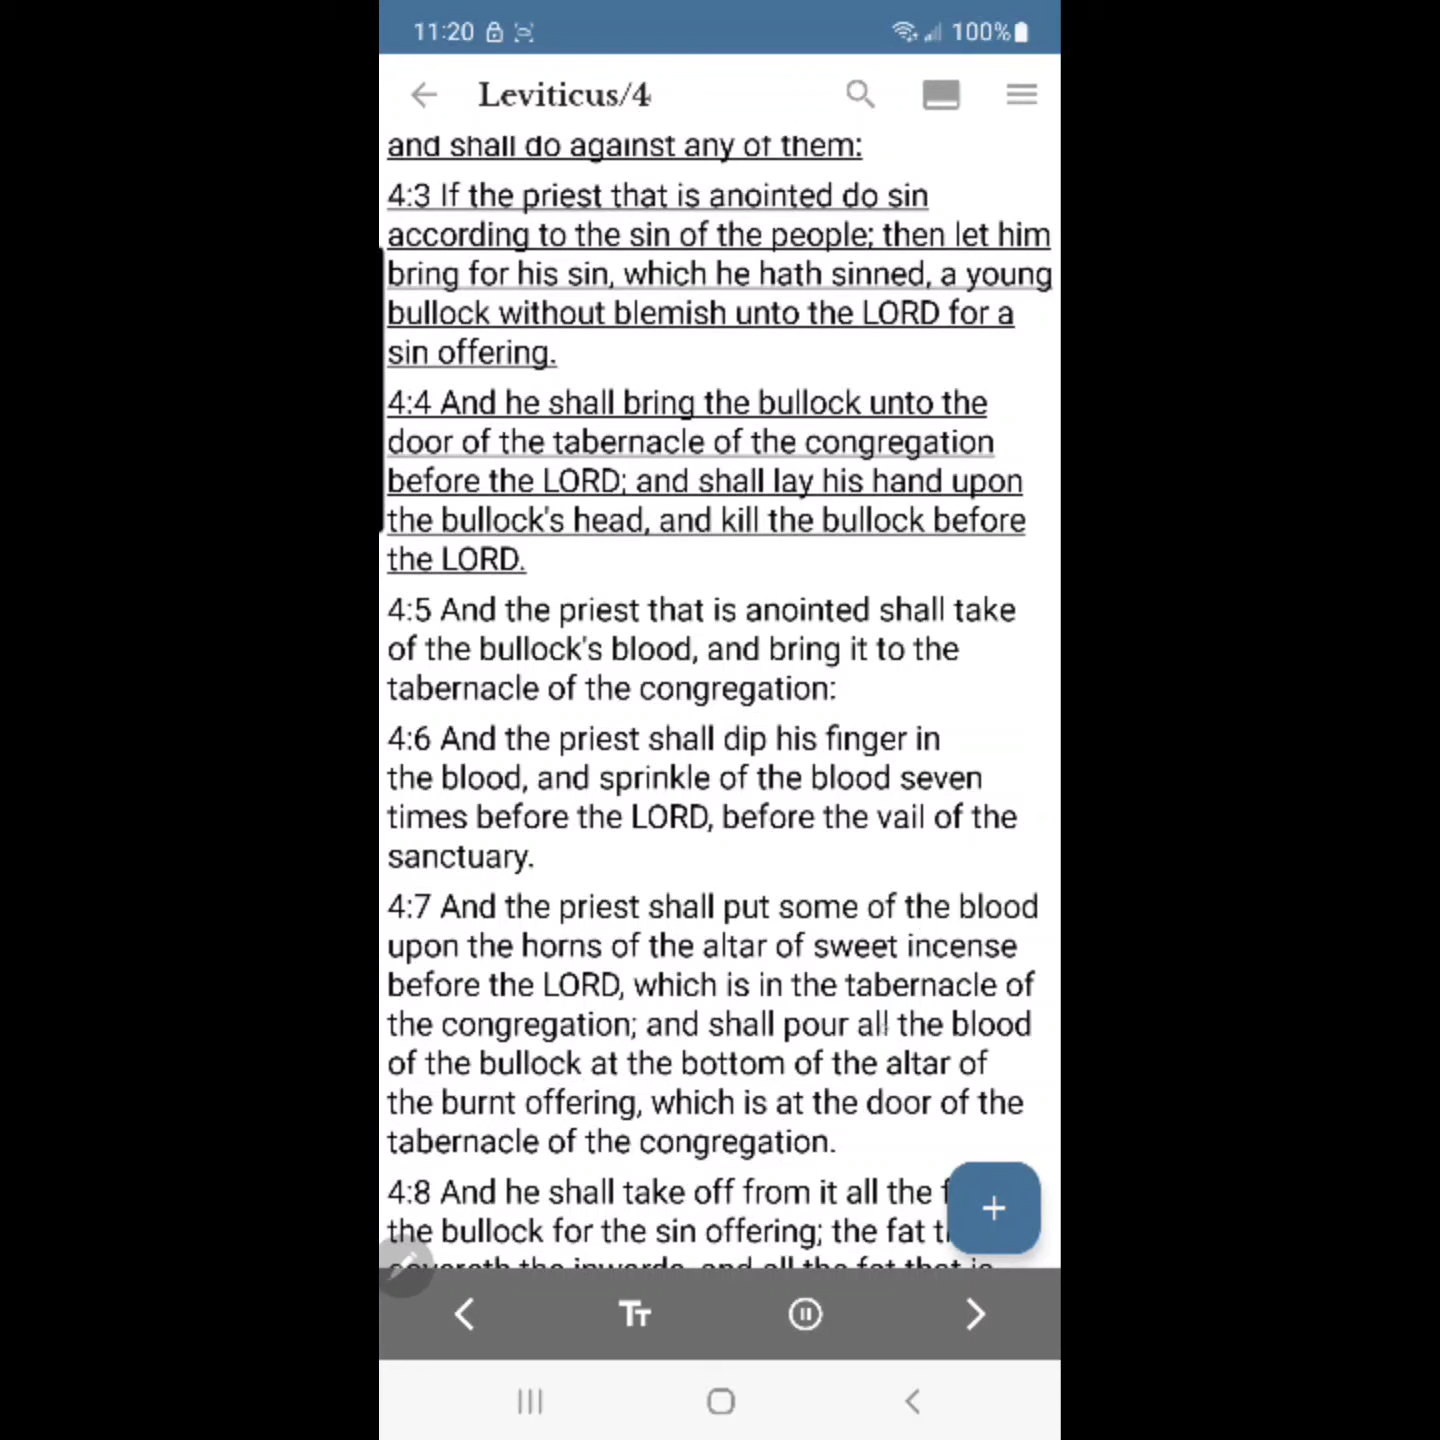 11:20 100%
Leviticus/4
and shall do against any of them:
4:3 If the priest that is anointed do sin
according to the sin of the people; then let him
bring for his sin, which he hath sinned, a young
bullock without blemish unto the LORD for a
sin offering.
4:4 And he shall bring the bullock unto the
door of the tabernacle of the congregation
before the LORD; and shall lay his hand upon
the bullock's head, and kill the bullock before
the LORD.
4:5 And the priest that is anointed shall take
of the bullock's blood, and bring it to the
tabernacle of the congregation:
4:6 And the priest shall dip his finger in
the blood, and sprinkle of the blood seven
times before the LORD, before the vail of the
sanctuary.
4:7 And the priest shall put some of the blood
upon the horns of the altar of sweet incense
before the LORD, which is in the tabernacle of
the congregation; and shall pour all the blood
of the bullock at the bottom of the altar of
the burnt offering, which is at the door of the
tabernacle of the congregation.
4:8 And he shall take off from it all the
the bullock for the sin offering; the fat
covereth the inwards, and all the fat that is
TT